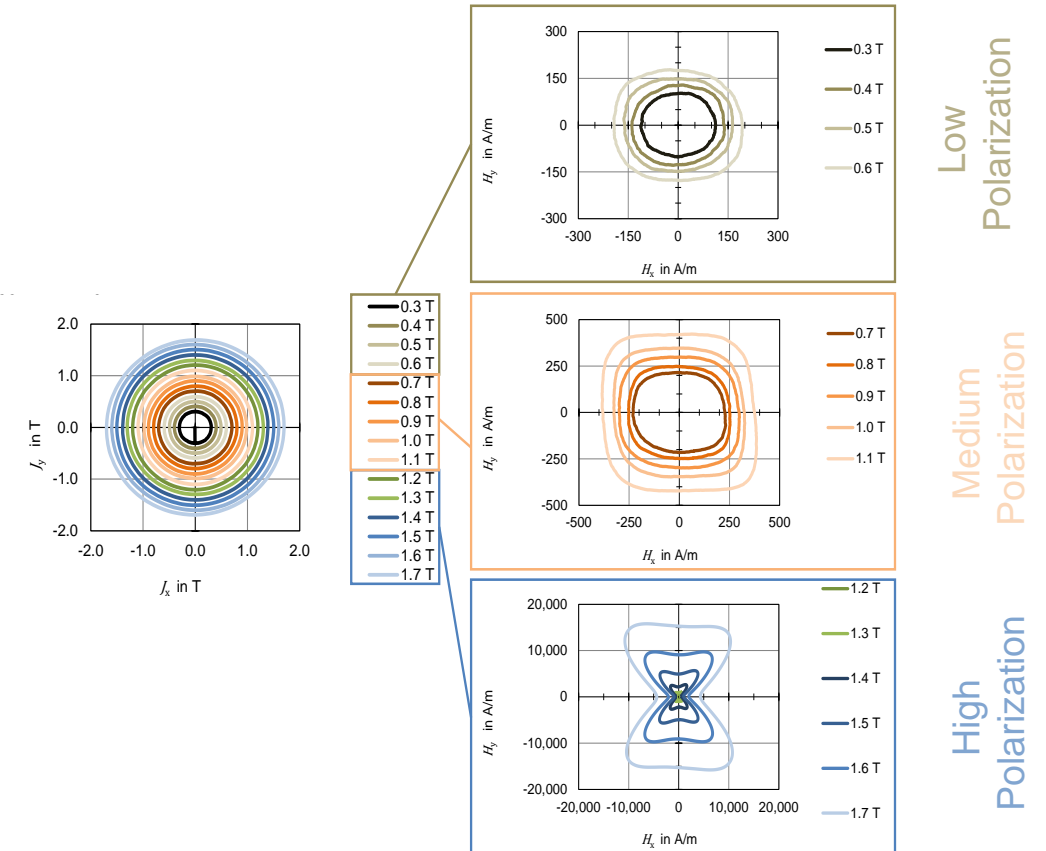 2.0
1.0
0.0
-1.0
-2.0
-2.0 -1.0 0.0 1.0 2.0
Jy in T
Jx in T
0.3 T
0.4 T
0.5 T
0.6 T
0.7 T
0.8 T
0.9 T
1.0 T
1.1 T
1.2 T
1.3 T
1.4 T
1.5 T
1.6 T
1.7 T
300
150
0
-150
-300
-300 -150 0 150 300
Hy in A/m
Hx in A/m
0.3 T
0.4 T
0.5 T
0.6 T
Low
Polarization
500
250
0
-250
-500
-500 -250 0 250 500
Hy in A/m
Hx in A/m
0.7 T
0.8 T
0.9 T
1.0 T
1.1 T
Medium
Polarization
20,000
10,000
0
-10,000
-20,000
-20,000 -10,000 0 10,000 20,000
Hy in A/m
Hx in A/m
1.2 T
1.3 T
1.4 T
1.5 T
1.6 T
1.7 T
High
Polarization